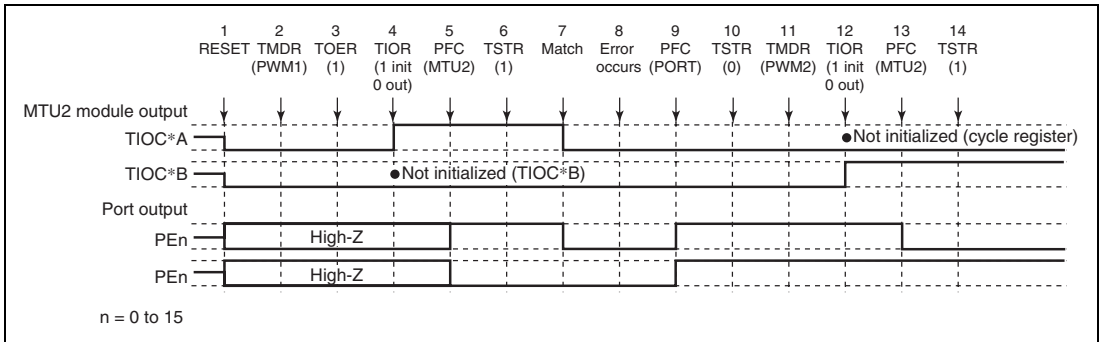 1 2 3 4 5 6 7 8 9 10 11 12 13 14
RESET TMDR TOER TIOR PFC TSTR Match Error PFC TSTR TMDR TIOR PFC TSTR
(PWM1) (1) (1 init (MTU2) (1) occurs (PORT) (0) (PWM2) (1 init (MTU2) (1)
0 out) 0 out)
MTU2 module output
TIOC*A
●Not initialized (cycle register)
TIOC*B
●Not initialized (TIOC*B)
Port output
PEn
High-Z
PEn
High-Z
n = 0 to 15